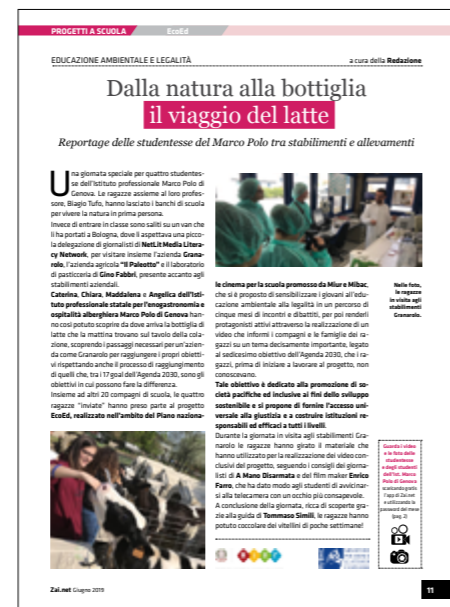 PROGETTI A SCUOLA
EcoEd
EDUCAZIONE AMBIENTALE E LEGALITÀ
a cura della Redazione
Dalla natura alla bottiglia
il viaggio del latte
Reportage delle studentesse del Marco Polo tra stabilimenti e allevamenti
Una giornata speciale per quattro studentes-
se dell'Istituto professionale Marco Polo di
Genova. Le ragazze assieme al loro profes-
sore, Biagio Tufo, hanno lasciato i banchi di scuola
per vivere la natura in prima persona.
Invece di entrare in classe sono saliti su un van che
li ha portati a Bologna, dove li aspettava una picco-
la delegazione di giornalisti di NetLit Media Litera-
cy Network, per visitare insieme l'azienda Grana-
rolo, l'azienda agricola "Il Paleotto" e il laboratorio
di pasticceria di Gino Fabbri, presente accanto agli
stabilimenti aziendali.
Caterina, Chiara, Maddalena e Angelica dell'Isti-
tuto professionale statale per l'enogastronomia e
ospitalità alberghiera Marco Polo di Genova han-
no così potuto scoprire da dove arriva la bottiglia di
latte che la mattina trovano sul tavolo della cola-
zione, scoprendo i passaggi necessari per un'azien-
da come Granarolo per raggiungere i propri obietti-
vi rispettando anche il processo di raggiungimento
di quelli che, tra i 17 goal dell'Agenda 2030, sono gli
obiettivi in cui possono fare la differenza.
Insieme ad altri 20 compagni di scuola, le quattro
ragazze "inviate" hanno preso parte al progetto
EcoEd, realizzato nell'ambito del Piano naziona-
le cinema per la scuola promosso da Miur e Mibac,
che si è proposto di sensibilizzare i giovani all'edu-
cazione ambientale alla legalità in un percorso di
cinque mesi di incontri e dibattiti, per poi renderli
protagonisti attivi attraverso la realizzazione di un
video che informi i compagni e le famiglie dei ra-
gazzi su un tema decisamente importante, legato
al sedicesimo obiettivo dell'Agenda 2030, che i ra-
gazzi, prima di iniziare a lavorare al progetto, non
conoscevano.
Tale obiettivo è dedicato alla promozione di so-
cietà pacifiche ed inclusive ai fini dello sviluppo
sostenibile e si propone di fornire l'accesso uni-
versale alla giustizia e a costruire istituzioni re-
sponsabili ed efficaci a tutti i livelli.
Durante la giornata in visita agli stabilimenti Gra-
narolo le ragazze hanno girato il materiale che
hanno utilizzato per la realizzazione dei video con-
clusivi del progetto, seguendo i consigli dei giorna-
listi di A Mano Disarmata e del film maker Enrico
Farro, che ha dato modo agli studenti di avvicinar-
si alla telecamera con un occhio più consapevole.
A conclusione della giornata, ricca di scoperte gra-
zie alla guida di Tommaso Simili, le ragazze hanno
potuto coccolare dei vitellini di poche settimane!
Nelle foto,
le ragazze
in visita agli
stabilimenti
Granarolo.
Guarda i video
e le foto delle
studentesse
e degli studenti
dell'Ist. Marco
Polo di Genova
scaricando gratis
l'app di Zai.net
e utilizzando la
password del mese
(pag. 2)
Zai.net Giugno 2019
11